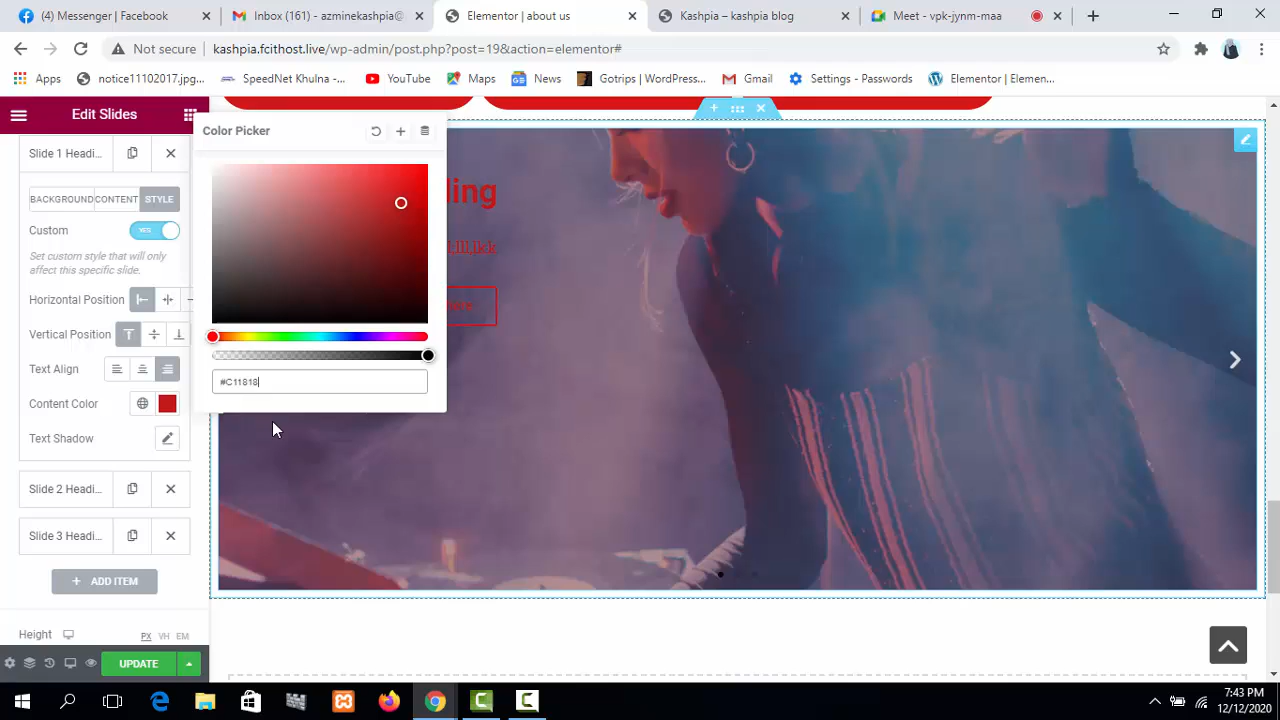 (4) Messenger | Facebook
Inbox (161) - azminekashpia@
Elementor | about us
Kashpia – kashpia blog
Meet - vpk-jynm-maa
Not secure
kashpia.fcithost.live/wp-admin/post.php?post=19&action=elementor#
Apps
notice11102017.jpg...
SpeedNet Khulna -...
YouTube
Maps
News
Gotrips | WordPress...
Gmail
Settings - Passwords
Elementor | Elemen...
Edit Slides
Color Picker
Slide 1 Headi...
BACKGROUND
CONTENT
STYLE
Custom
YES
Set custom style that will only
affect this specific slide.
Horizontal Position
Vertical Position
Text Align
#C11818
Content Color
Text Shadow
Slide 2 Headi...
Slide 3 Headi...
ADD ITEM
Height
PX
VH
EM
UPDATE
7:43 PM
12/12/2020